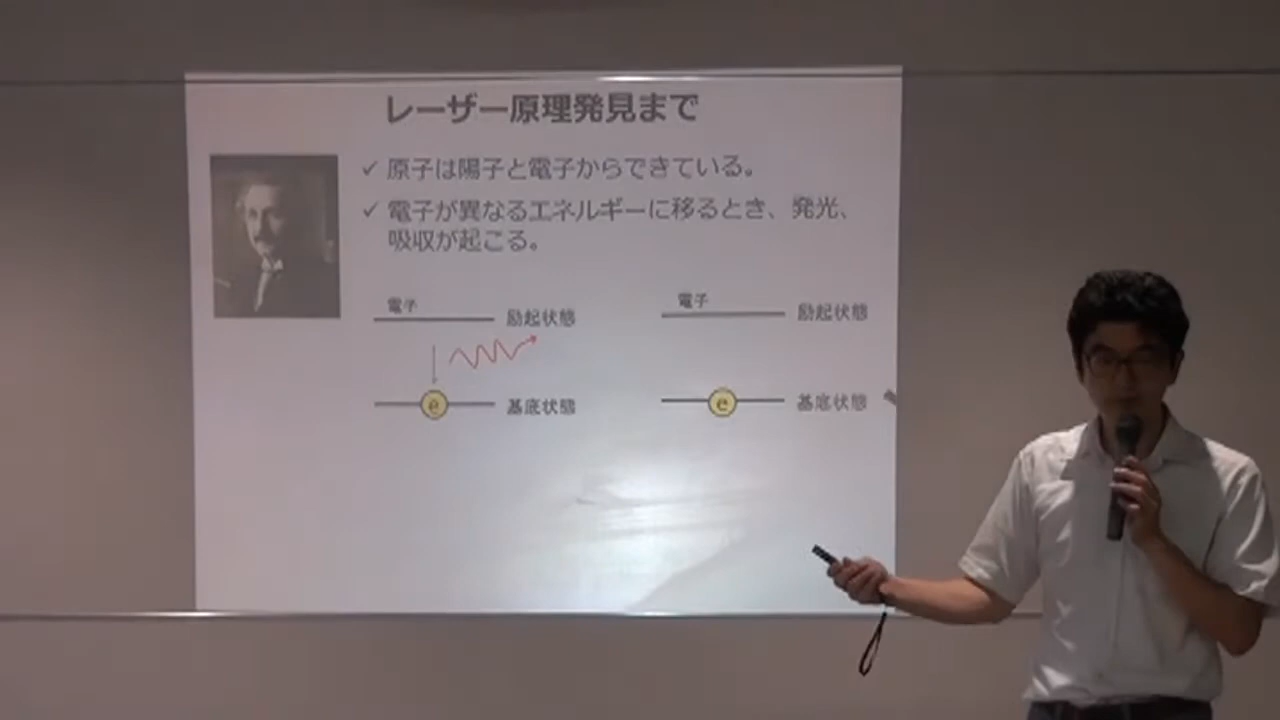 レーザー原理発見まで
✓ 原子は陽子と電子からできている。
✓ 電子が異なるエネルギーに移るとき、発光、
吸収が起こる。
電子
励起状態
e
基底状態
電子
励起状態
e
基底状態